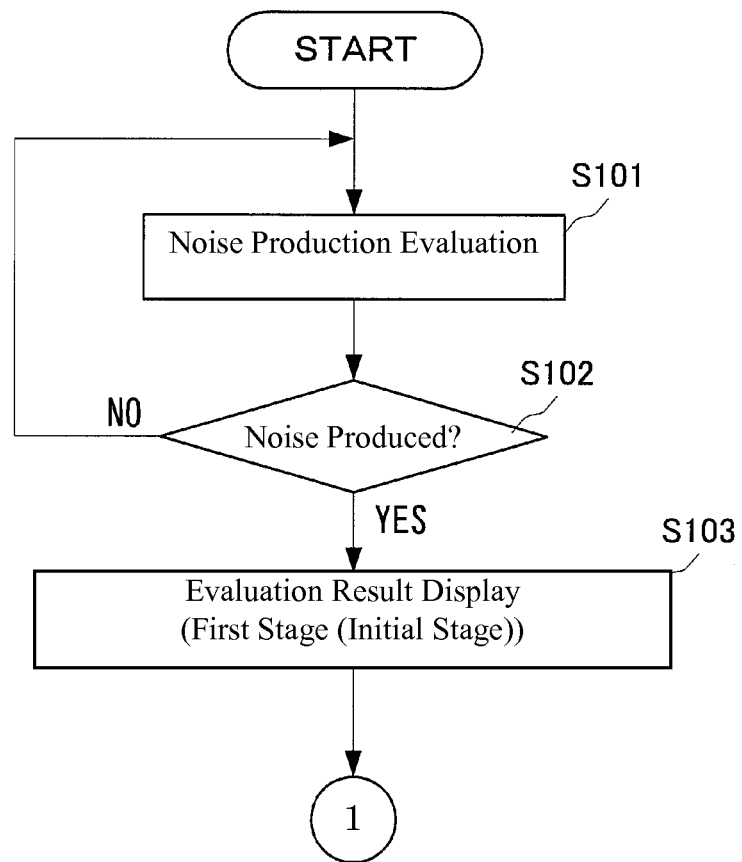 START
S101
Noise Production Evaluation
S102
NO
Noise Produced?
YES
S103
Evaluation Result Display
(First Stage (Initial Stage))
1